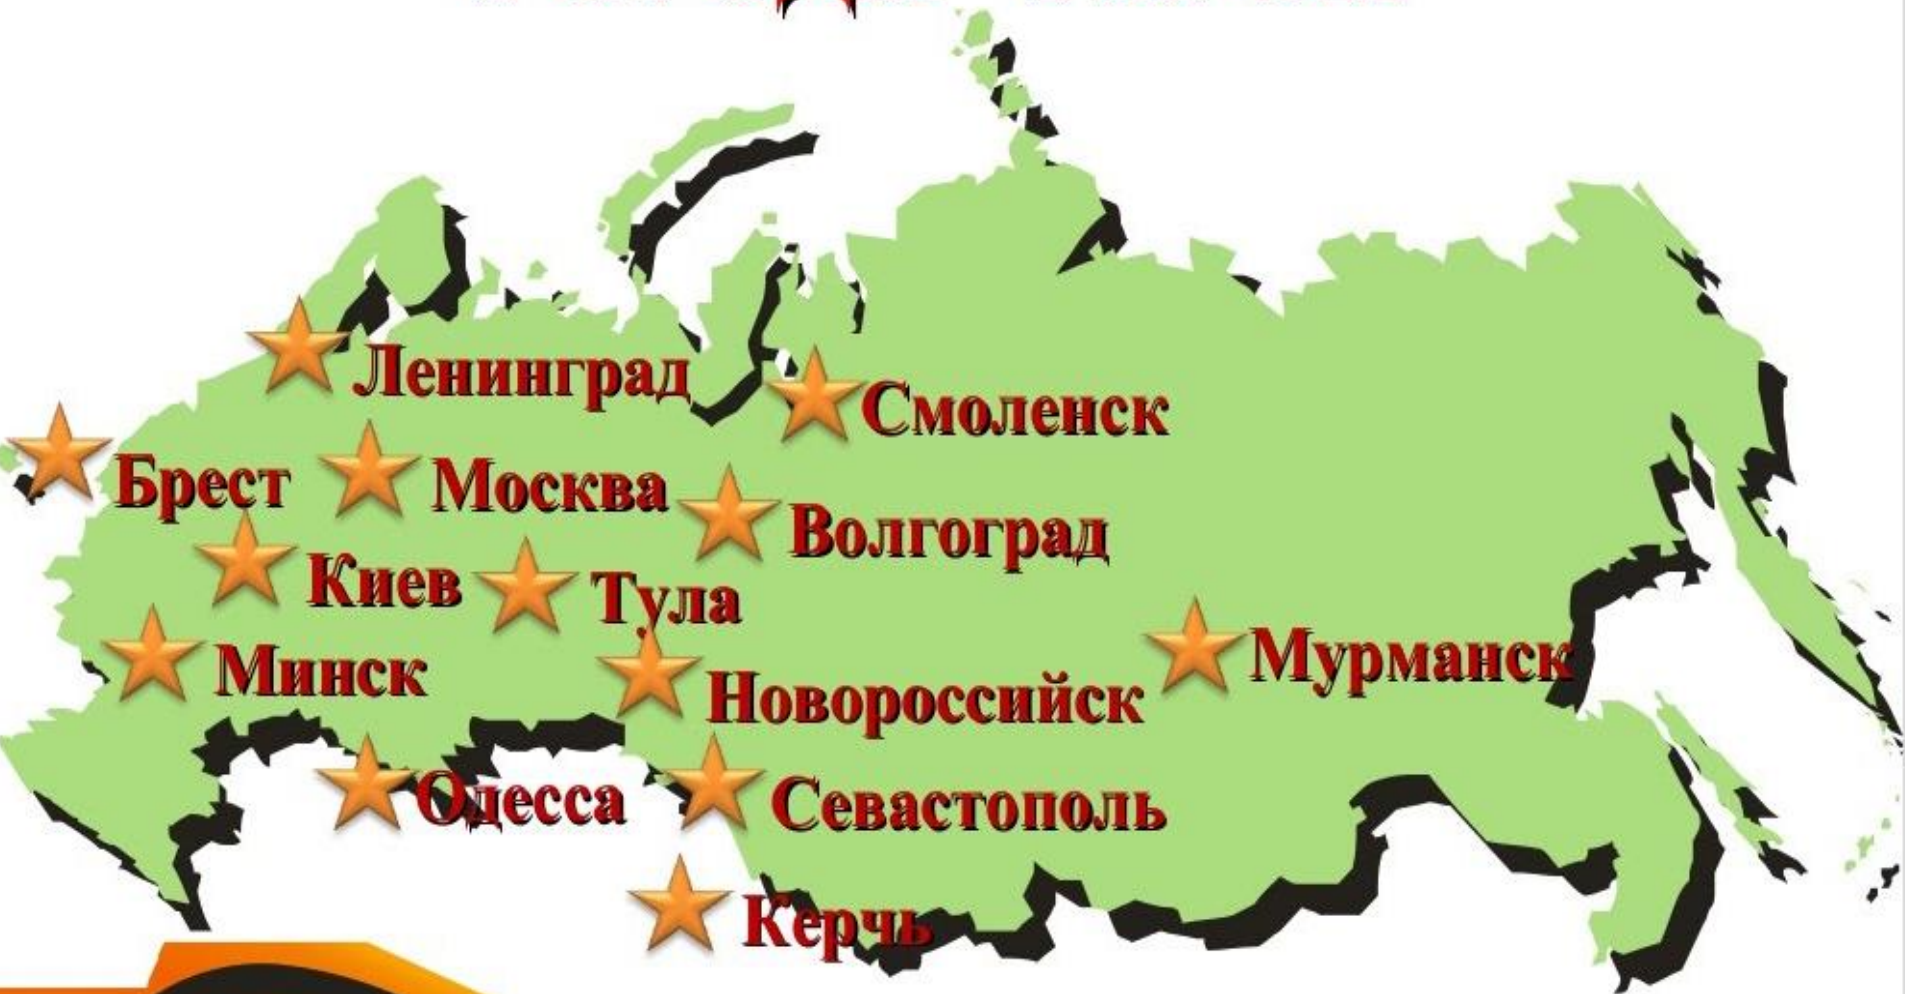 Ленинград
Смоленск
Брест
Москва
Волгоград
Киев
Тула
Минск
Новороссийск
Мурманск
Одесса
Севастополь
Керчь